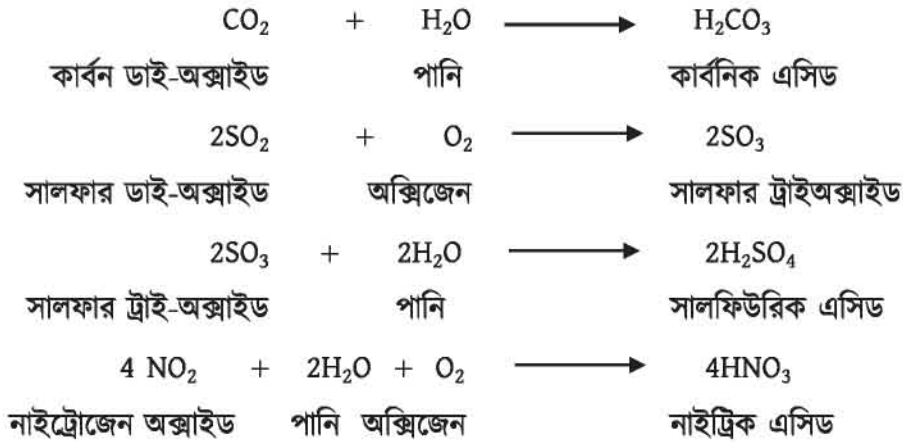 CO₂ + H₂O ⟶ H₂CO₃
কার্বন ডাই-অক্সাইড পানি কার্বনিক এসিড
2SO₂ + O₂ ⟶ 2SO₃
সালফার ডাই-অক্সাইড অক্সিজেন সালফার ট্রাইঅক্সাইড
2SO₃ + 2H₂O ⟶ 2H₂SO₄
সালফার ট্রাই-অক্সাইড পানি সালফিউরিক এসিড
4 NO₂ + 2H₂O + O₂ ⟶ 4HNO₃
নাইট্রোজেন অক্সাইড পানি অক্সিজেন নাইট্রিক এসিড